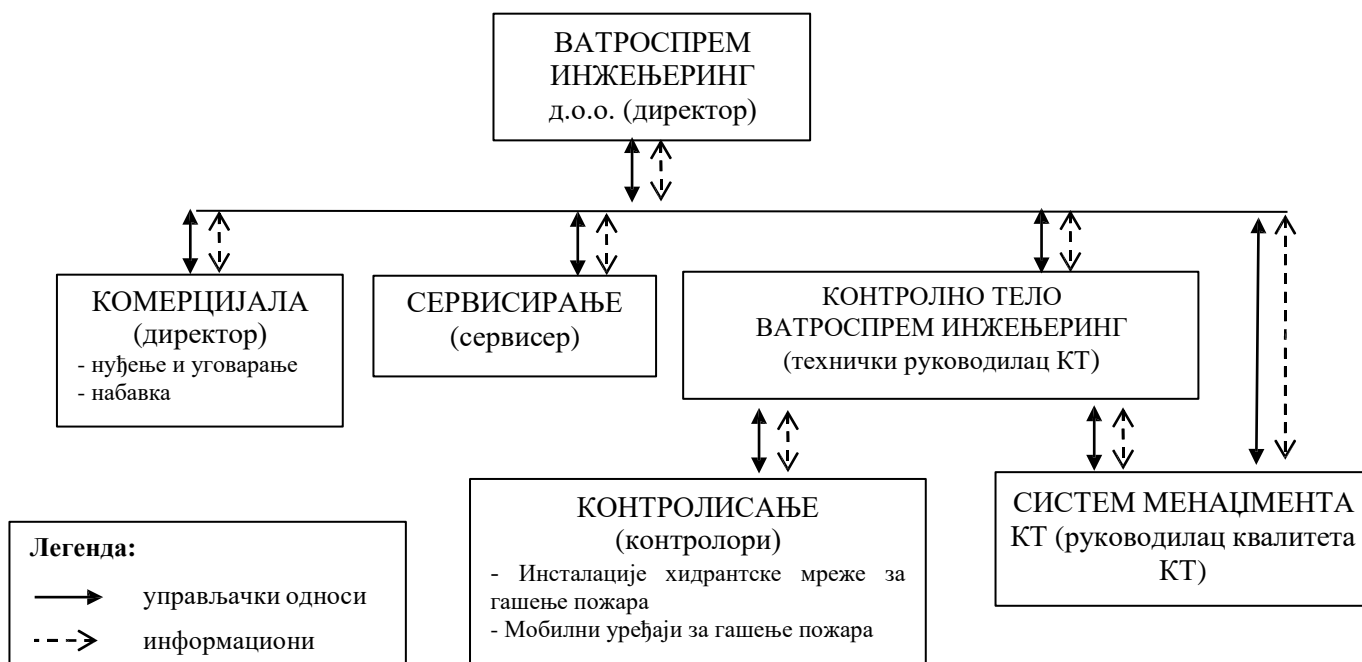 ВАТРОСПРЕМ
ИНЖЕЊЕРИНГ
д.о.о. (директор)
КОМЕРЦИЈАЛА
(директор)
- нуђење и уговарање
- набавка
СЕРВИСИРАЊЕ
(сервисер)
КОНТРОЛНО ТЕЛО
ВАТРОСПРЕМ ИНЖЕЊЕРИНГ
(технички руководилац КТ)
КОНТРОЛИСАЊЕ
(контролори)
- Инсталације хидрантске мреже за
гашење пожара
- Мобилни уређаји за гашење пожара
СИСТЕМ МЕНАЏМЕНТА
КТ (руководилац квалитета
КТ)
Легенда:
управљачки односи
информациони